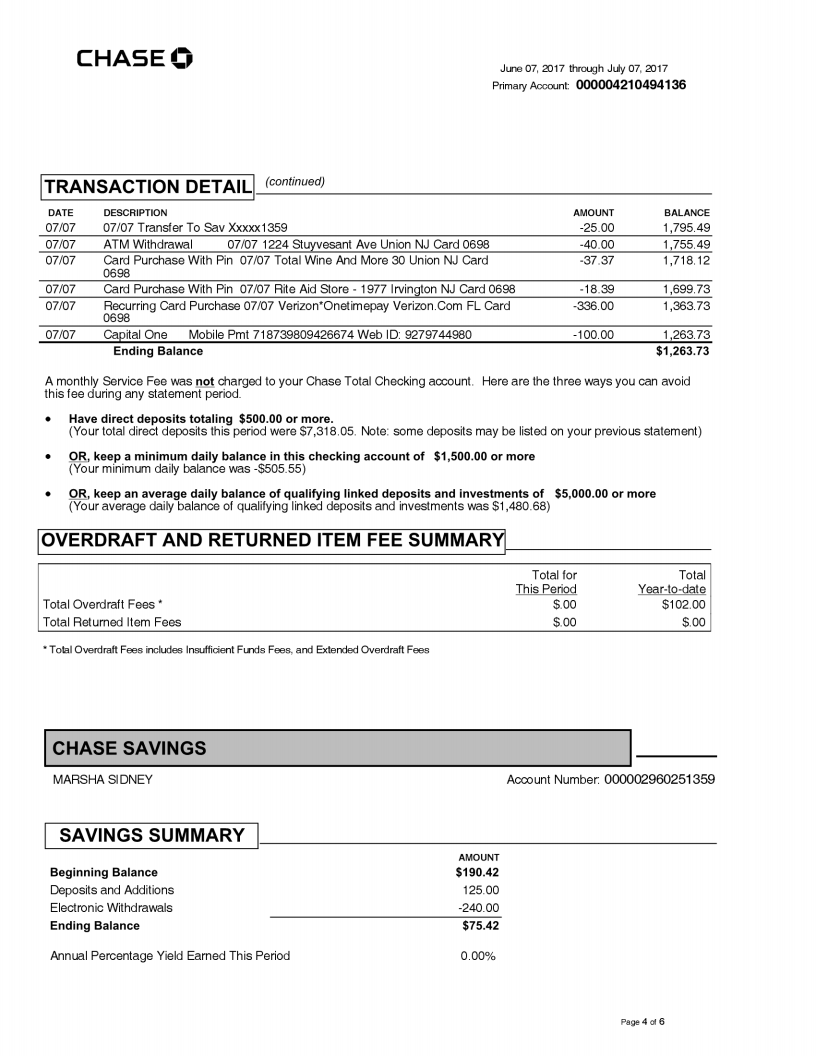 CHASE
June 07, 2017 through July 07, 2017
Primary Account: 000004210494136
TRANSACTION DETAIL (continued)
DATE DESCRIPTION AMOUNT BALANCE
07/07 07/07 Transfer To Sav Xxxxx1359 -25.00 1,795.49
07/07 ATM Withdrawal 07/07 1224 Stuyvesant Ave Union NJ Card 0698 -40.00 1,755.49
07/07 Card Purchase With Pin 07/07 Total Wine And More 30 Union NJ Card -37.37 1,718.12
0698
07/07 Card Purchase With Pin 07/07 Rite Aid Store - 1977 Irvington NJ Card 0698 -18.39 1,699.73
07/07 Recurring Card Purchase 07/07 Verizon*Onetimepay Verizon.Com FL Card -336.00 1,363.73
0698
07/07 Capital One Mobile Pmt 718739809426674 Web ID: 9279744980 -100.00 1,263.73
Ending Balance $1,263.73
A monthly Service Fee was not charged to your Chase Total Checking account. Here are the three ways you can avoid
this fee during any statement period.
• Have direct deposits totaling $500.00 or more.
(Your total direct deposits this period were $7,318.05. Note: some deposits may be listed on your previous statement)
• OR, keep a minimum daily balance in this checking account of $1,500.00 or more
(Your minimum daily balance was -$505.55)
• OR, keep an average daily balance of qualifying linked deposits and investments of $5,000.00 or more
(Your average daily balance of qualifying linked deposits and investments was $1,480.68)
OVERDRAFT AND RETURNED ITEM FEE SUMMARY
Total for Total
This Period Year-to-date
Total Overdraft Fees * $.00 $102.00
Total Returned Item Fees $.00 $.00
* Total Overdraft Fees includes Insufficient Funds Fees, and Extended Overdraft Fees
CHASE SAVINGS
MARSHA SIDNEY Account Number: 000002960251359
SAVINGS SUMMARY
AMOUNT
Beginning Balance $190.42
Deposits and Additions 125.00
Electronic Withdrawals -240.00
Ending Balance $75.42
Annual Percentage Yield Earned This Period 0.00%
Page 4 of 6